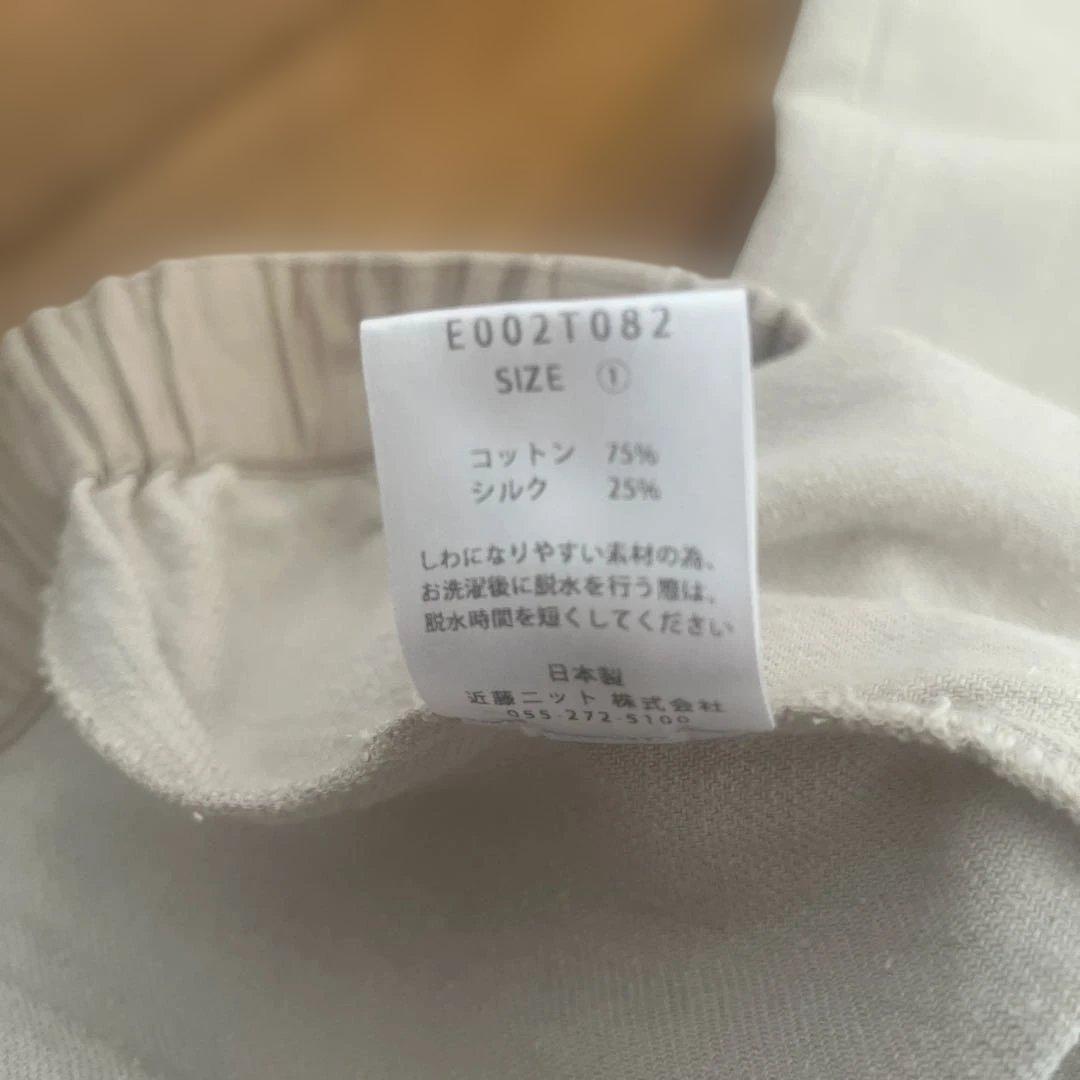 E002T082
SIZE ①
コットン 75%
シルク 25%
しわになりやすい素材の為、
お洗濯後に脱水を行う際は、
脱水時間を短くしてください
日本製
近藤ニット 株式会社
055-272-5100